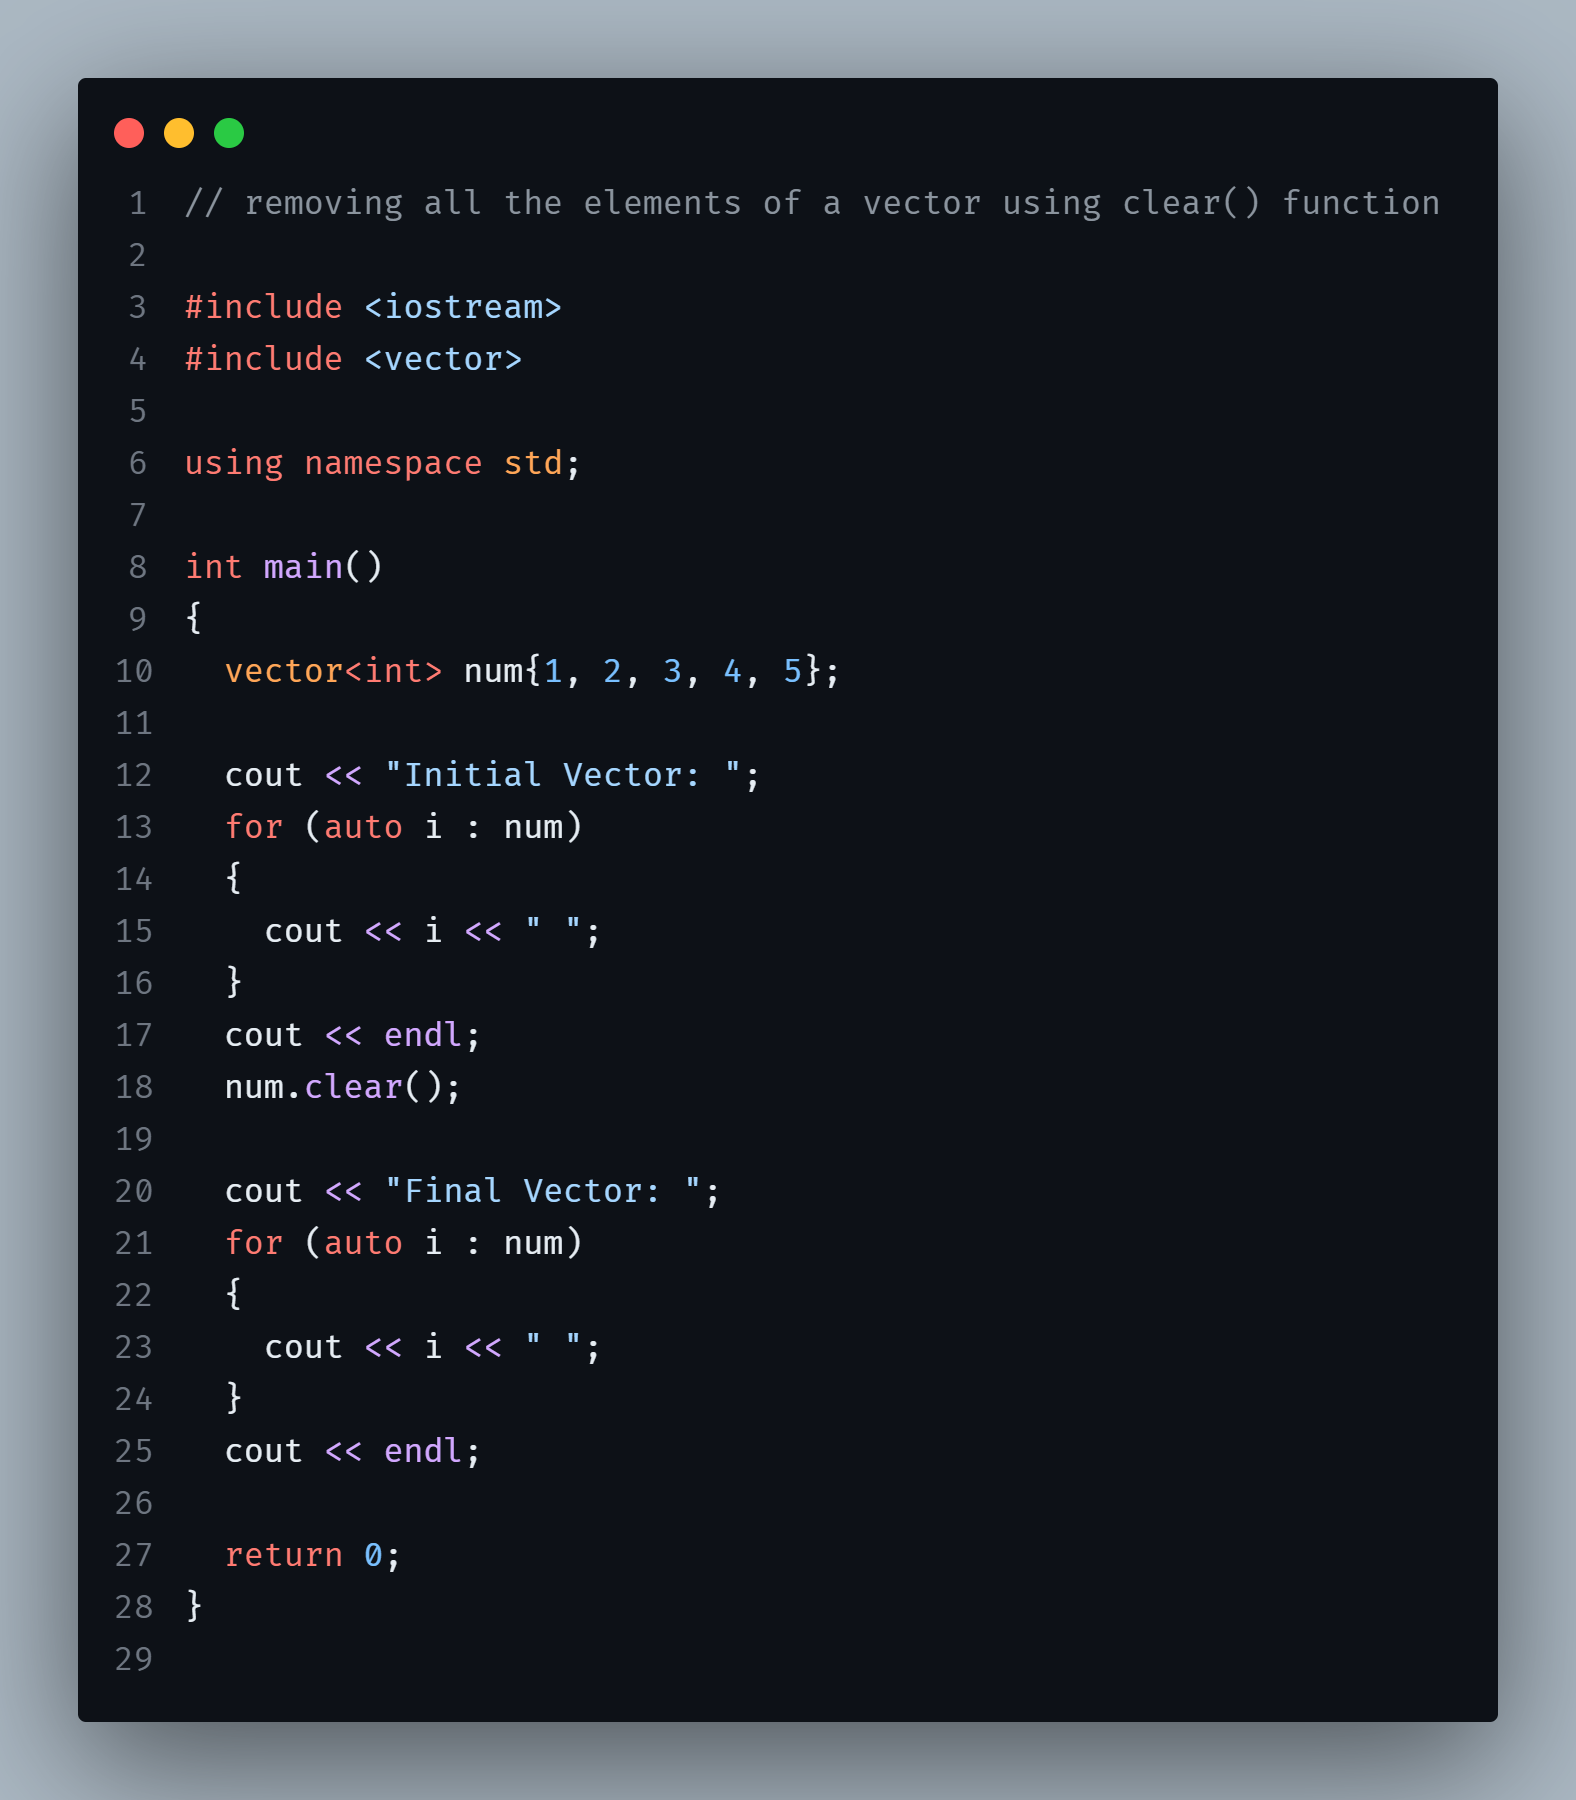 1 // removing all the elements of a vector using clear() function
2
3 #include <iostream>
4 #include <vector>
5
6 using namespace std;
7
8 int main()
9 {
10   vector<int> num{1, 2, 3, 4, 5};
11
12   cout << "Initial Vector: ";
13   for (auto i : num)
14   {
15     cout << i << " ";
16   }
17   cout << endl;
18   num.clear();
19
20   cout << "Final Vector: ";
21   for (auto i : num)
22   {
23     cout << i << " ";
24   }
25   cout << endl;
26
27   return 0;
28 }
29